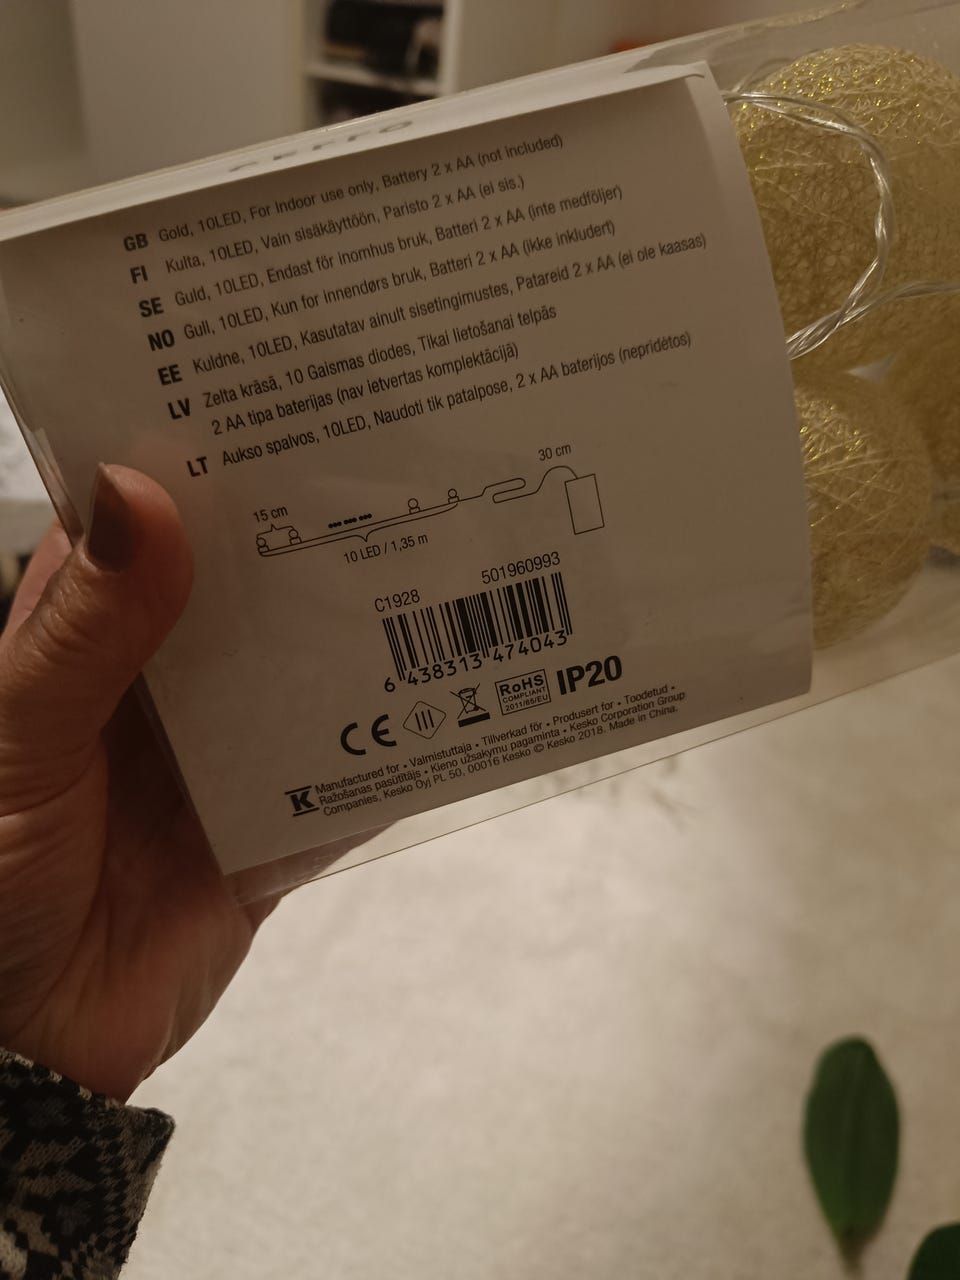 GB Gold, 10LED, For indoor use only, Battery 2 x AA (not included)
FI Kulta, 10LED, Vain sisäkäyttöön, Paristo 2 x AA (ei sis.)
SE Guld, 10LED, Endast för inomhus bruk, Batteri 2 x AA (inte medföljer)
NO Gull, 10LED, Kun for innendørs bruk, Batteri 2 x AA (ikke inkludert)
EE Kuldne, 10LED, Kasutatav ainult sisetingimustes, Patareid 2 x AA (ei ole kaasas)
LV Zelta krāsā, 10 Gaismas diodes, Tikai lietošanai telpās
2 AA tipa baterijas (nav ietvertas komplektācijā)
LT Aukso spalvos, 10LED, Naudoti tik patalpose, 2 x AA baterijos (nepridėtos)
30 cm
15 cm
10 LED / 1,35 m
C1928 501960993
6 438313 474043
CE RoHS IP20
COMPLIANT
2011/65/EU
K Manufactured for • Valmistuttaja • Tillverkad för • Produsert for • Toodetud •
Ražošanas pasūtītājs • Kieno užsakymu pagaminta • Kesko Corporation Group
Companies, Kesko Oyj PL 50, 00016 Kesko © Kesko 2018. Made in China.